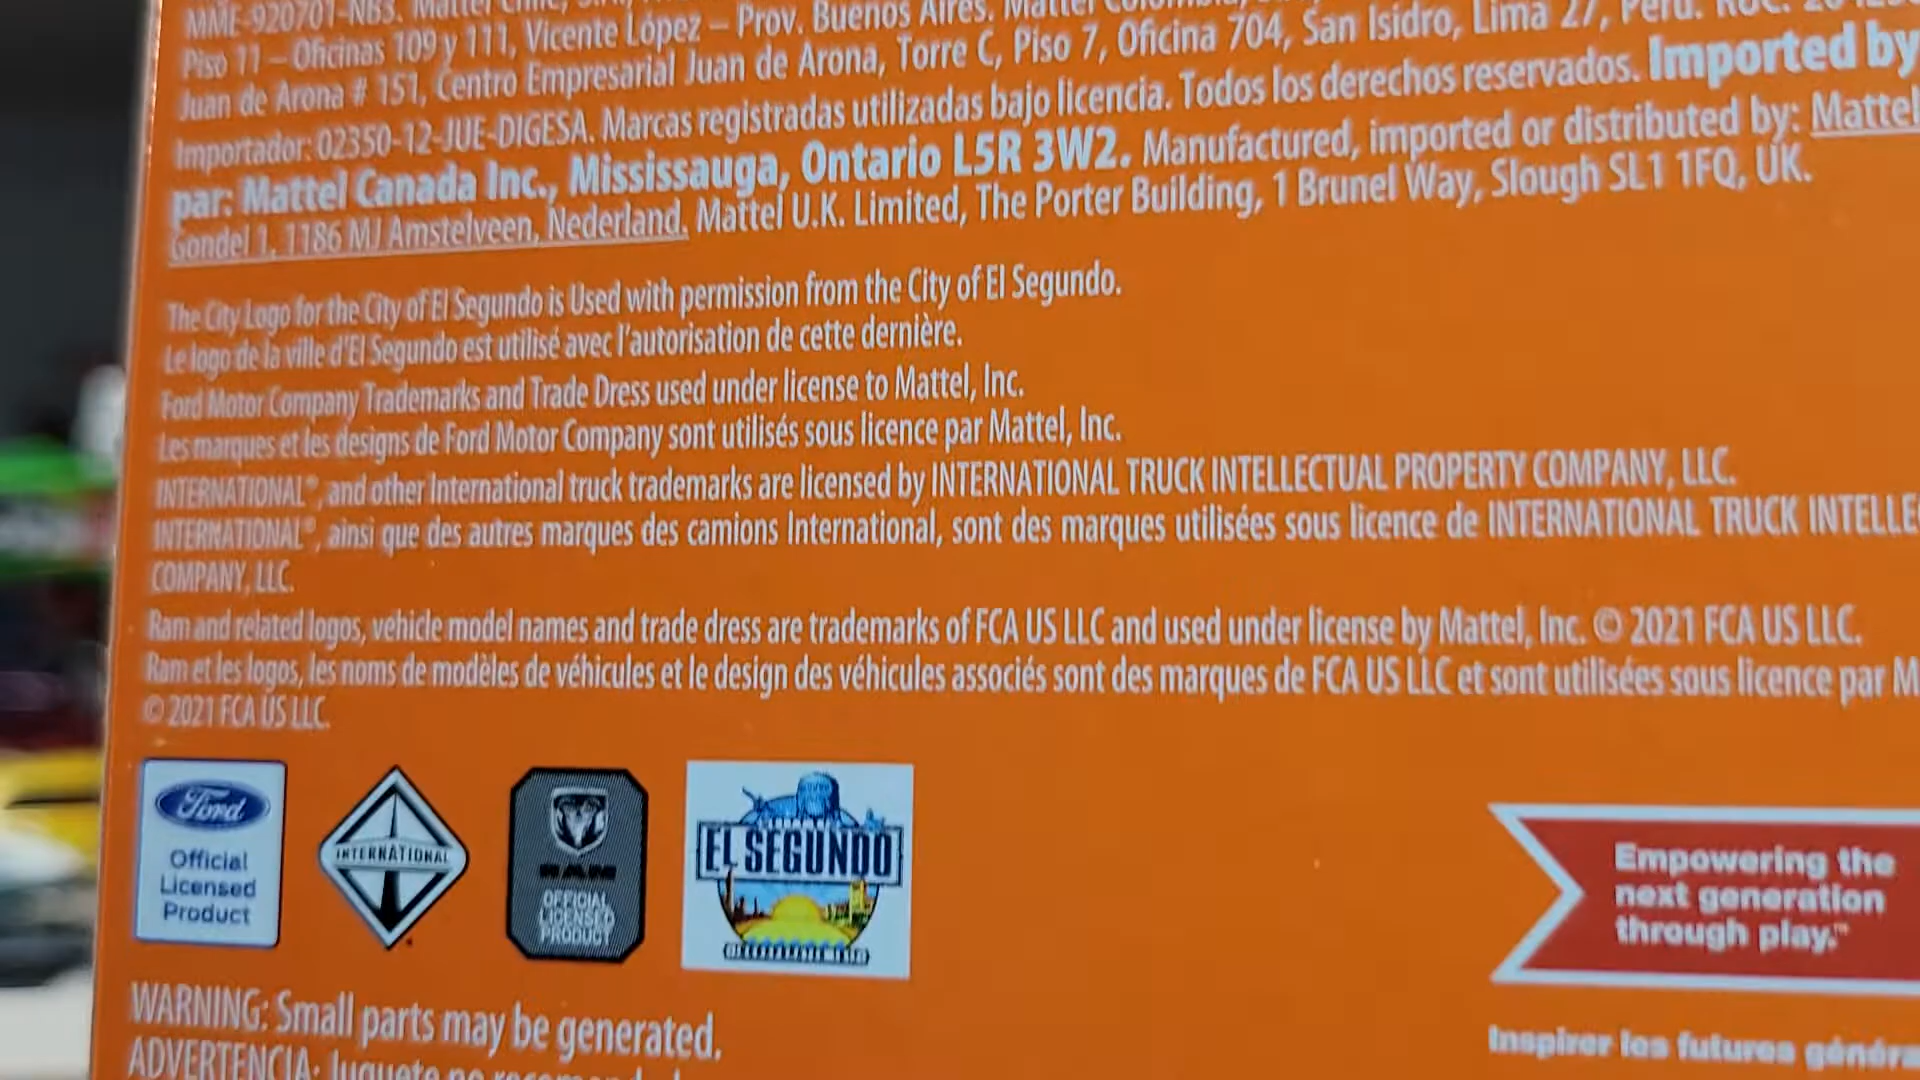 MME-920701-NB3. Mattel
Piso 11 – Oficinas 109 y 111, Vicente López – Prov. Buenos Aires. Mattel
Juan de Arona # 151, Centro Empresarial Juan de Arona, Torre C, Piso 7, Oficina 704, San Isidro, Lima 27, Perú. RUC:
Importador: 02350-12-JUE-DIGESA. Marcas registradas utilizadas bajo licencia. Todos los derechos reservados. Imported by
par: Mattel Canada Inc., Mississauga, Ontario L5R 3W2. Manufactured, imported or distributed by: Mattel
Gondel 1, 1186 MJ Amstelveen, Nederland. Mattel U.K. Limited, The Porter Building, 1 Brunel Way, Slough SL1 1FQ, UK.
The City Logo for the City of El Segundo is Used with permission from the City of El Segundo.
Le logo de la ville d'El Segundo est utilisé avec l'autorisation de cette dernière.
Ford Motor Company Trademarks and Trade Dress used under license to Mattel, Inc.
Les marques et les designs de Ford Motor Company sont utilisés sous licence par Mattel, Inc.
INTERNATIONAL®, and other International truck trademarks are licensed by INTERNATIONAL TRUCK INTELLECTUAL PROPERTY COMPANY, LLC.
INTERNATIONAL®, ainsi que des autres marques des camions International, sont des marques utilisées sous licence de INTERNATIONAL TRUCK INTELLE
COMPANY, LLC.
Ram and related logos, vehicle model names and trade dress are trademarks of FCA US LLC and used under license by Mattel, Inc. © 2021 FCA US LLC.
Ram et les logos, les noms de modèles de véhicules et le design des véhicules associés sont des marques de FCA US LLC et sont utilisées sous licence par M
© 2021 FCA US LLC.
Ford
Official
Licensed
Product
INTERNATIONAL
RAM
OFFICIAL
LICENSED
PRODUCT
EL SEGUNDO
Empowering the
next generation
through play.™
Inspirer les futures généra
WARNING: Small parts may be generated.
ADVERTENCIA: Juguete no